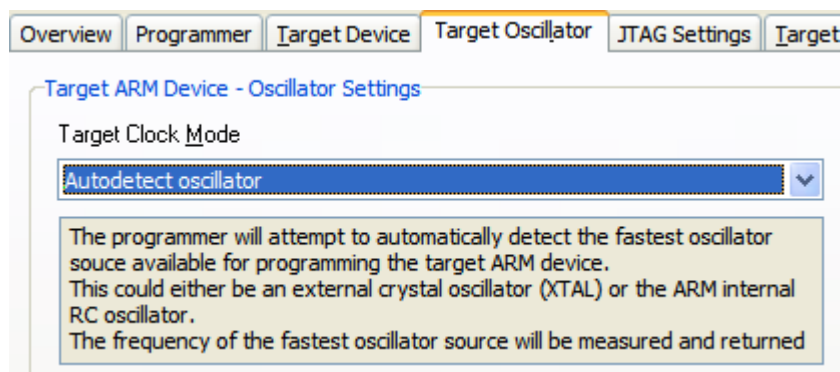 Overview Programmer Target Device Target Oscillator JTAG Settings Target
Target ARM Device - Oscillator Settings
Target Clock Mode
Autodetect oscillator
The programmer will attempt to automatically detect the fastest oscillator
souce available for programming the target ARM device.
This could either be an external crystal oscillator (XTAL) or the ARM internal
RC oscillator.
The frequency of the fastest oscillator source will be measured and returned